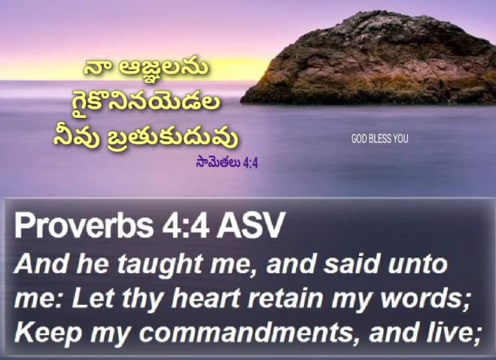 నా ఆజ్ఞలను
గైకొనినయెడల
నీవు బ్రతుకుదువు
సామెతలు 4:4
GOD BLESS YOU
Proverbs 4:4 ASV
And he taught me, and said unto
me: Let thy heart retain my words;
Keep my commandments, and live;